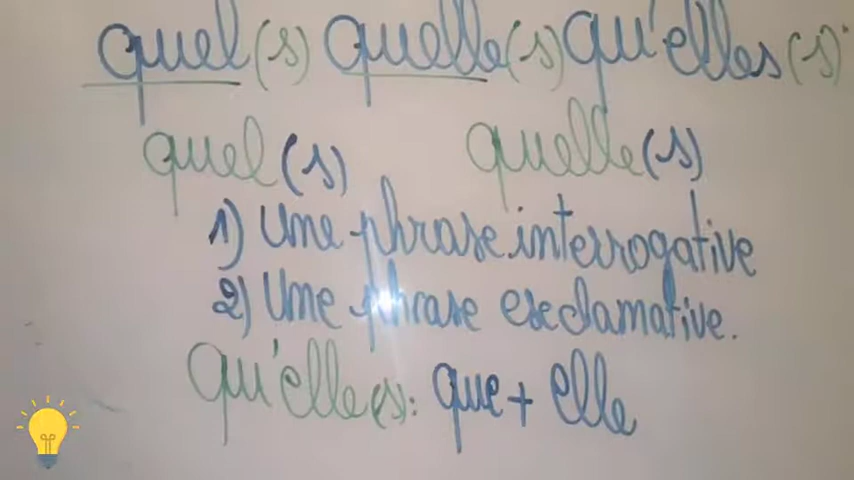 quel(s) quelle(s) qu'elles(s).
quel(s) quelle(s)
1) Une phrase interrogative
2) Une phrase exclamative.
qu'elle(s): que + elle